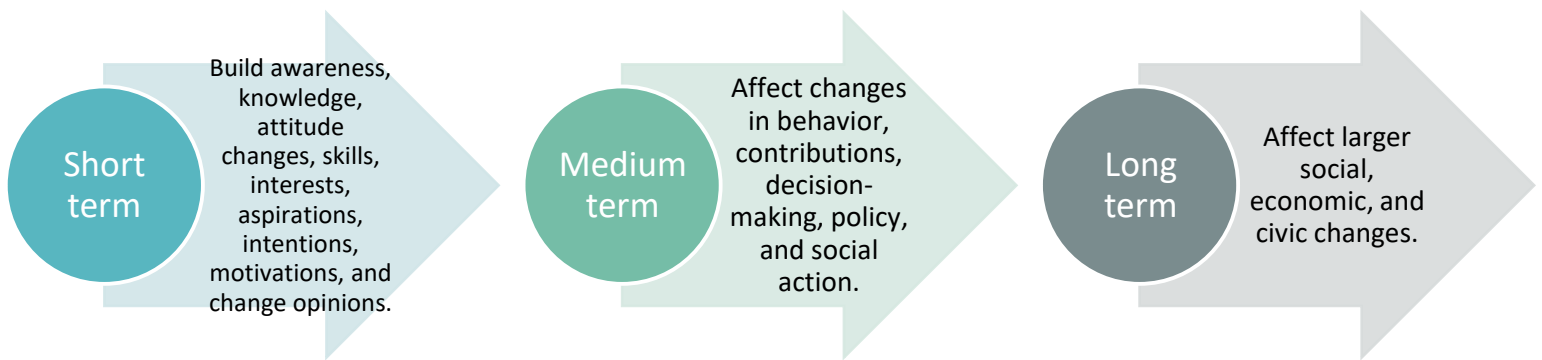 Short
term
Build awareness,
knowledge,
attitude
changes, skills,
interests,
aspirations,
intentions,
motivations, and
change opinions.
Medium
term
Affect changes
in behavior,
contributions,
decision-
making, policy,
and social
action.
Long
term
Affect larger
social,
economic, and
civic changes.